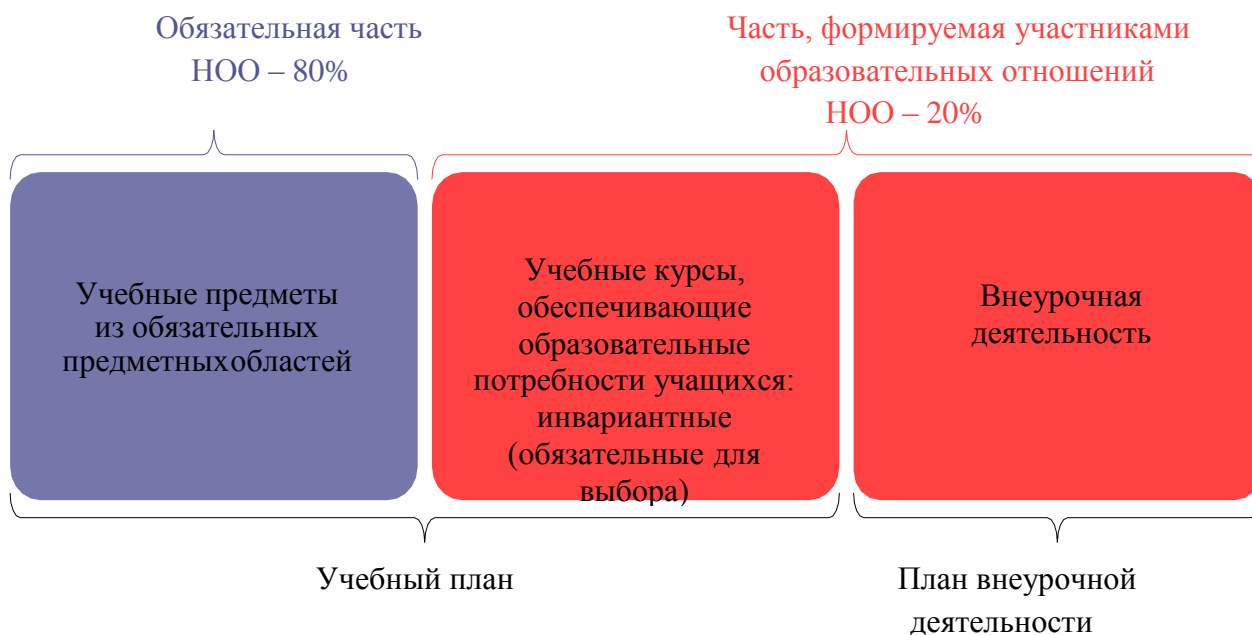 Обязательная часть
НОО – 80%
Часть, формируемая участниками
образовательных отношений
НОО – 20%
Учебные предметы
из обязательных
предметныхобластей
Учебные курсы,
обеспечивающие
образовательные
потребности учащихся:
инвариантные
(обязательные для
выбора)
Внеурочная
деятельность
Учебный план
План внеурочной
деятельности